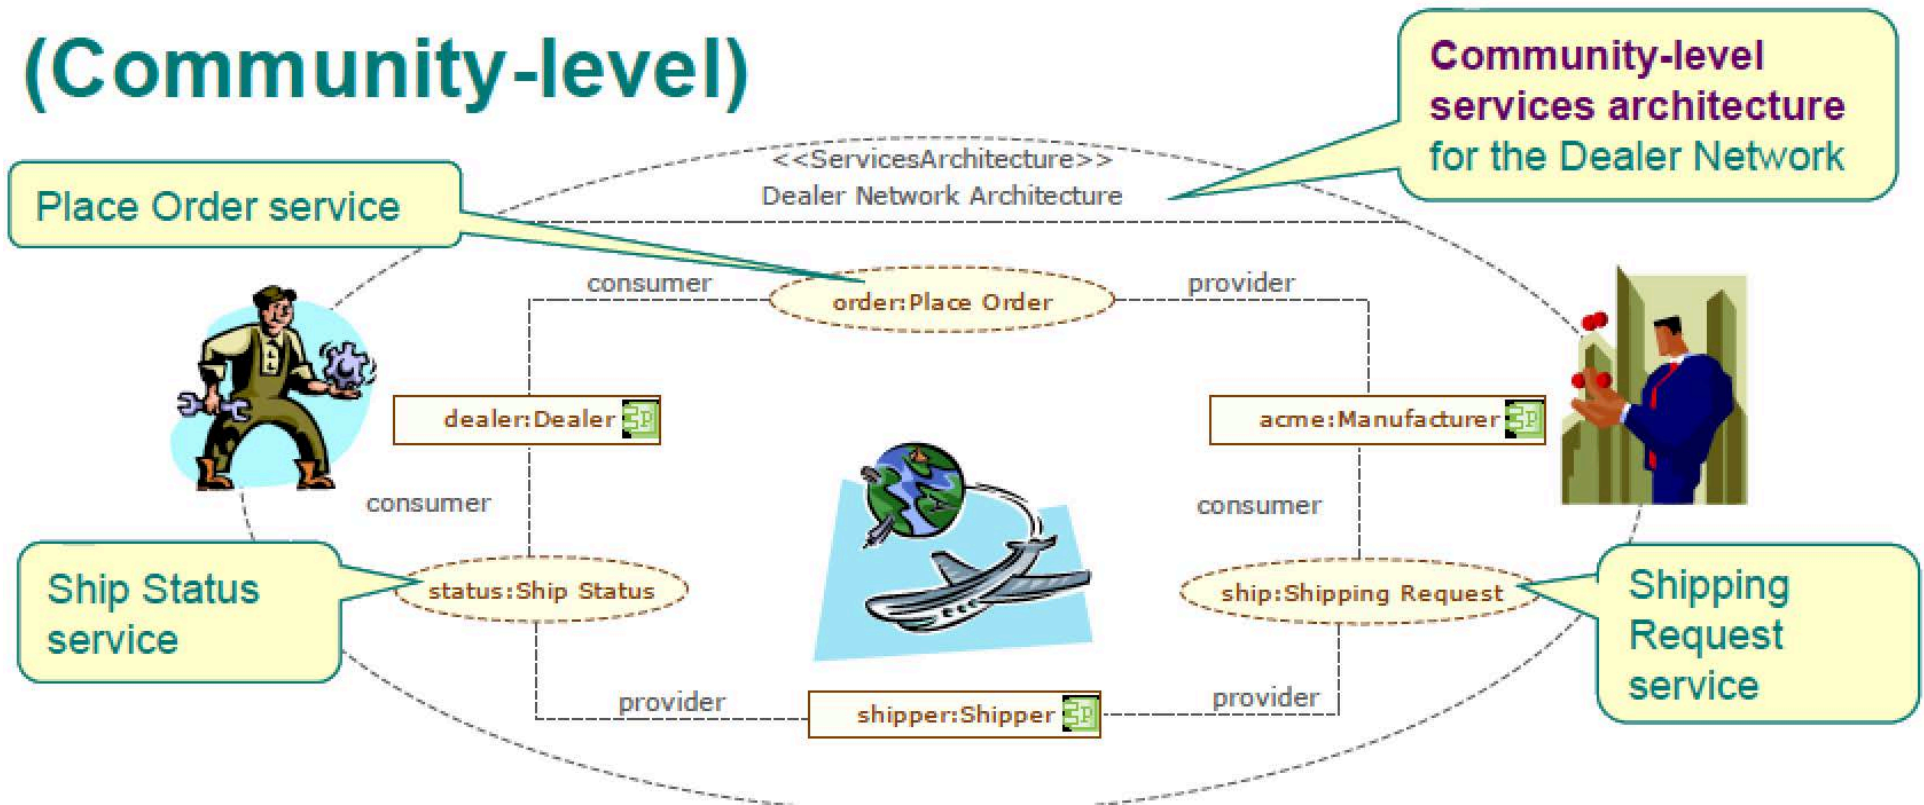 (Community-level)
Community-level
services architecture
for the Dealer Network
<<ServicesArchitecture>>
Dealer Network Architecture
Place Order service
consumer
provider
order:Place Order
dealer:Dealer
P
acme:Manufacturer
P
consumer
consumer
Ship Status
service
status:Ship Status
ship:Shipping Request
Shipping
Request
service
provider
provider
shipper:Shipper
P